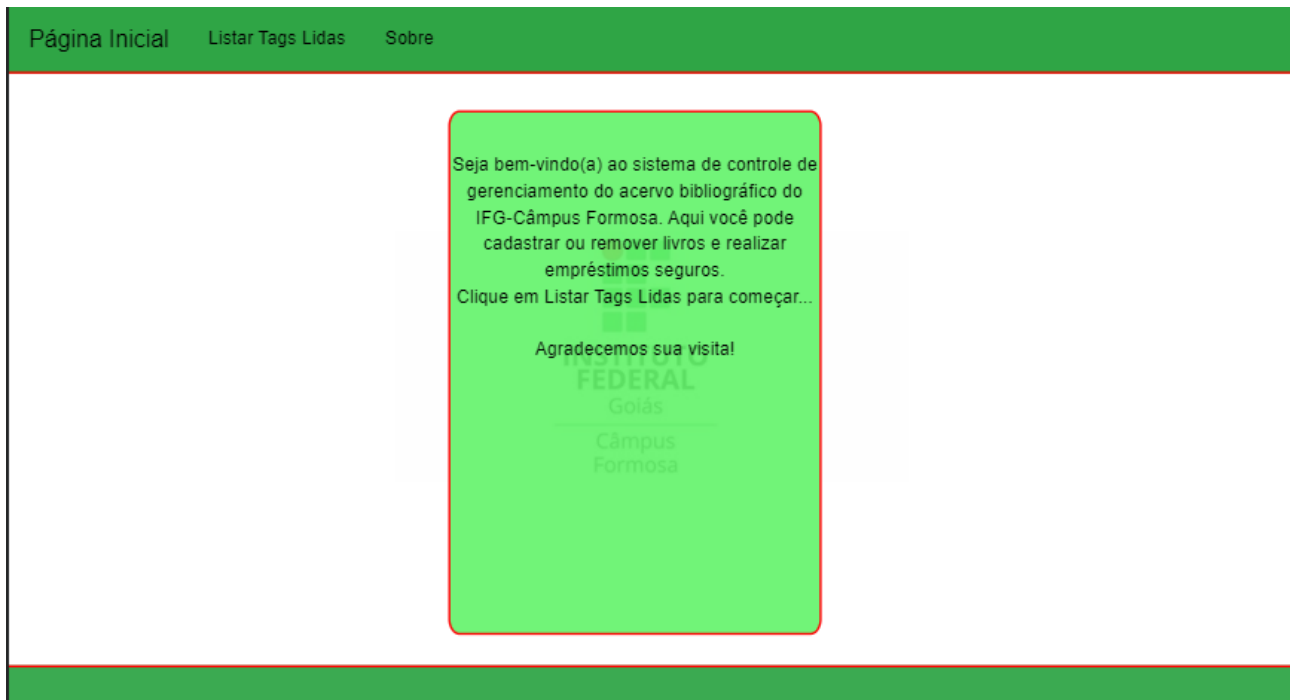 Página Inicial
Listar Tags Lidas
Sobre
Seja bem-vindo(a) ao sistema de controle de
gerenciamento do acervo bibliográfico do
IFG-Câmpus Formosa. Aqui você pode
cadastrar ou remover livros e realizar
empréstimos seguros.
Clique em Listar Tags Lidas para começar...
Agradecemos sua visita!
INSTITUTO
FEDERAL
Goiás
Câmpus
Formosa